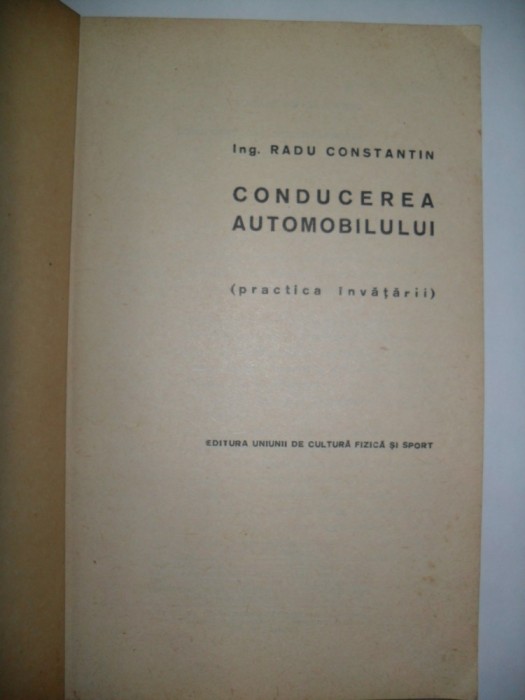 Ing. RADU CONSTANTIN
CONDUCEREA
AUTOMOBILULUI
(practica învățării)
EDITURA UNIUNII DE CULTURĂ FIZICĂ ȘI SPORT